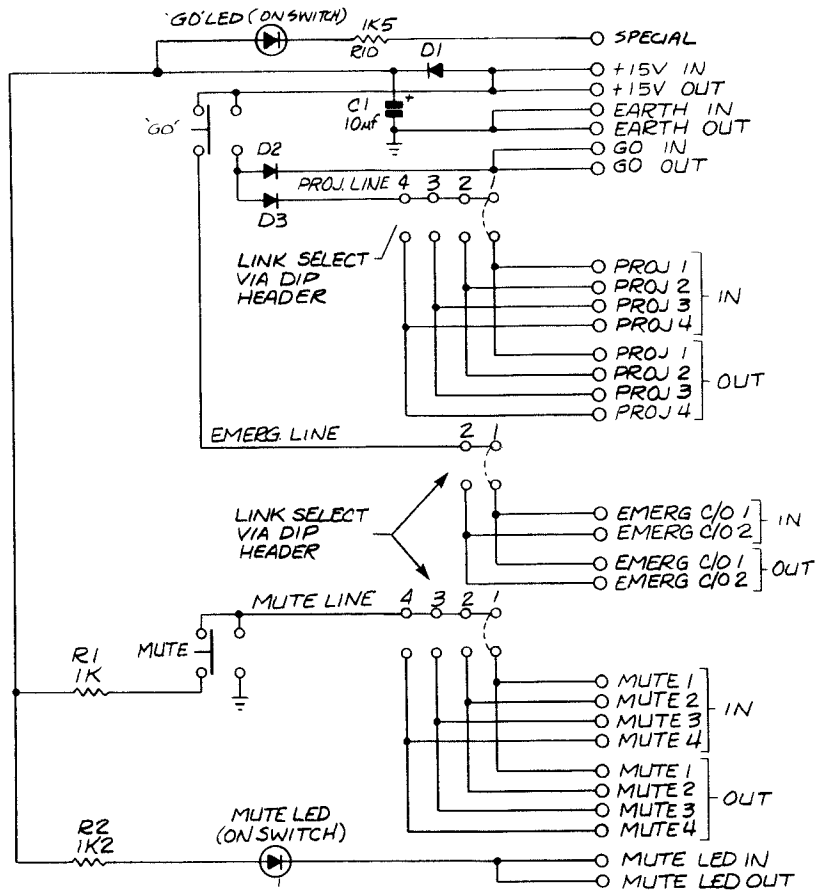 'GO' LED (ON SWITCH)
1K5
R10
SPECIAL
D1
+15V IN
+15V OUT
C1
10µf
+
EARTH IN
EARTH OUT
'GO'
GO IN
GO OUT
D2
PROJ. LINE 4 3 2 1
D3
LINK SELECT
VIA DIP
HEADER
PROJ 1
PROJ 2
PROJ 3
PROJ 4
IN
PROJ 1
PROJ 2
PROJ 3
PROJ 4
OUT
EMERG. LINE 2 1
LINK SELECT
VIA DIP
HEADER
EMERG C/O 1
EMERG C/O 2
IN
EMERG C/O 1
EMERG C/O 2
OUT
MUTE LINE 4 3 2 1
MUTE
R1
1K
MUTE 1
MUTE 2
MUTE 3
MUTE 4
IN
MUTE 1
MUTE 2
MUTE 3
MUTE 4
OUT
R2
1K2
MUTE LED
(ON SWITCH)
MUTE LED IN
MUTE LED OUT